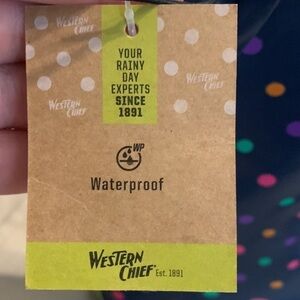 WESTERN
CHIEF
YOUR
RAINY
DAY
EXPERTS
SINCE
1891
WESTERN
CHIEF
WESTERN
CHIEF
WP
Waterproof
WESTERN
CHIEF® Est. 1891